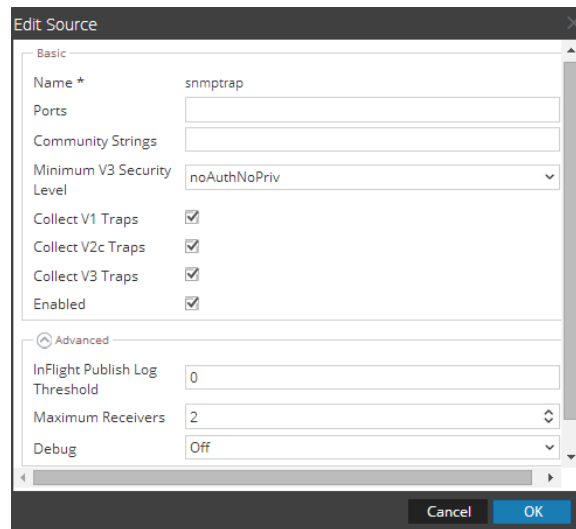 Edit Source
Basic
Name * snmptrap
Ports
Community Strings
Minimum V3 Security
Level
noAuthNoPriv
Collect V1 Traps
Collect V2c Traps
Collect V3 Traps
Enabled
Advanced
InFlight Publish Log
Threshold
0
Maximum Receivers 2
Debug Off
Cancel OK